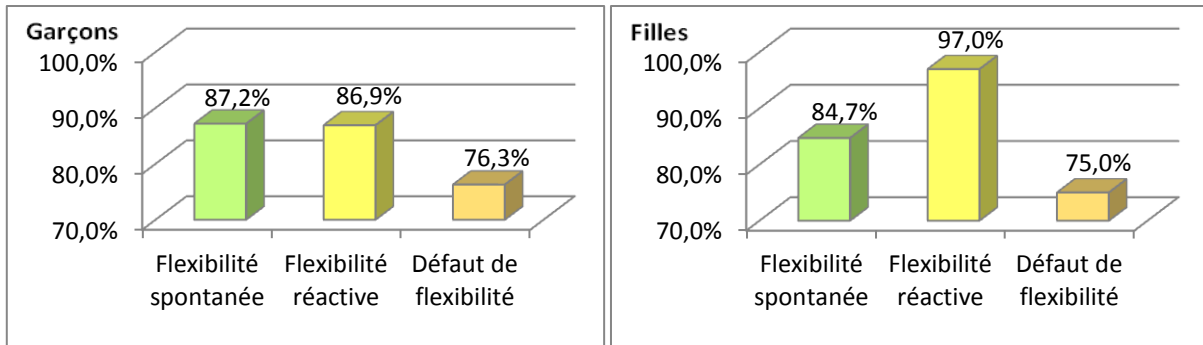 Garçons
100,0%
90,0%
80,0%
70,0%
87,2%
86,9%
76,3%
Flexibilité spontanée
Flexibilité réactive
Défaut de flexibilité
Filles
100,0%
90,0%
80,0%
70,0%
84,7%
97,0%
75,0%
Flexibilité spontanée
Flexibilité réactive
Défaut de flexibilité